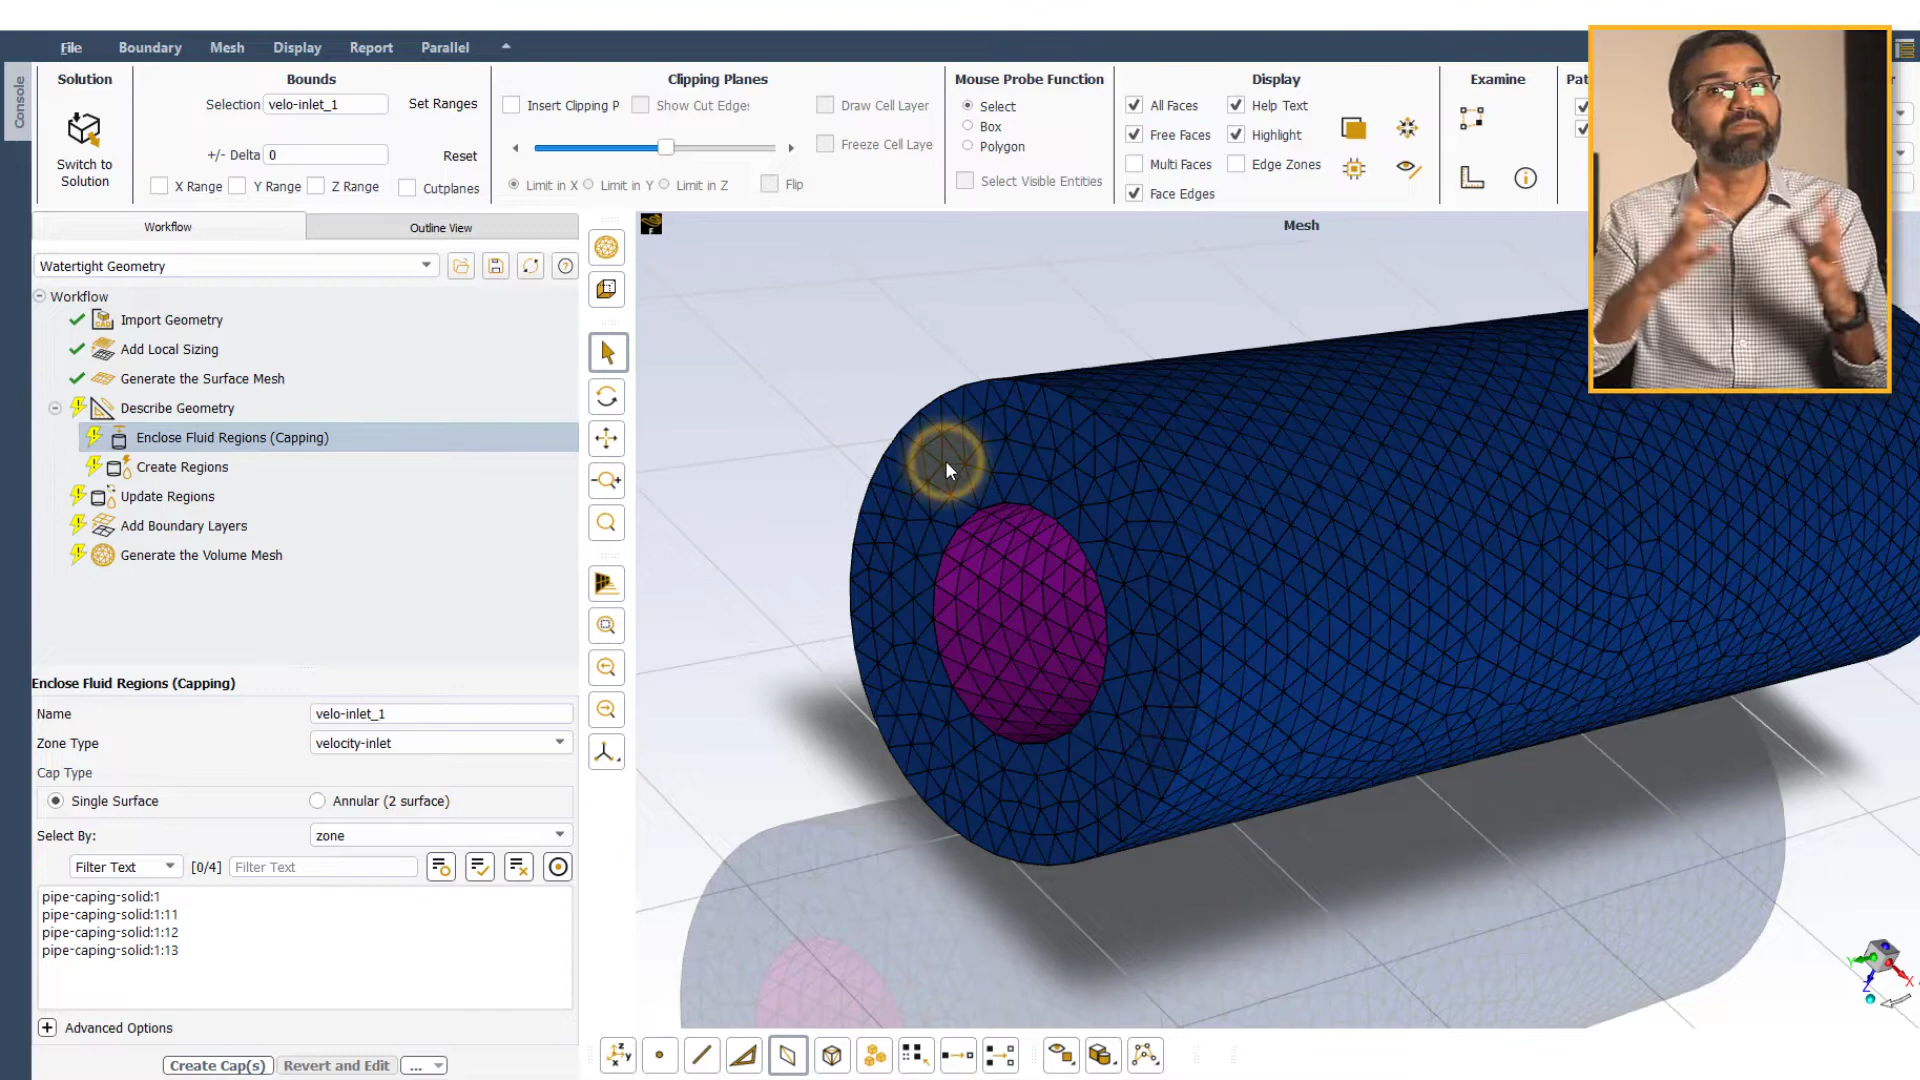 File Boundary Mesh Display Report Parallel
Console
Solution
Switch to
Solution
Bounds
Selection velo-inlet_1 Set Ranges
+/- Delta 0 Reset
X Range Y Range Z Range Cutplanes
Clipping Planes
Insert Clipping P Show Cut Edges Draw Cell Layer
Freeze Cell Laye
Limit in X Limit in Y Limit in Z Flip
Mouse Probe Function
Select
Box
Polygon
Select Visible Entities
Display
All Faces Help Text
Free Faces Highlight
Multi Faces Edge Zones
Face Edges
Examine
Pat
Workflow Outline View
Watertight Geometry
Workflow
Import Geometry
Add Local Sizing
Generate the Surface Mesh
Describe Geometry
Enclose Fluid Regions (Capping)
Create Regions
Update Regions
Add Boundary Layers
Generate the Volume Mesh
Enclose Fluid Regions (Capping)
Name velo-inlet_1
Zone Type velocity-inlet
Cap Type
Single Surface Annular (2 surface)
Select By: zone
Filter Text [0/4] Filter Text
pipe-caping-solid:1
pipe-caping-solid:1:11
pipe-caping-solid:1:12
pipe-caping-solid:1:13
Advanced Options
Create Cap(s) Revert and Edit ...
Mesh
F
Y
X
Z